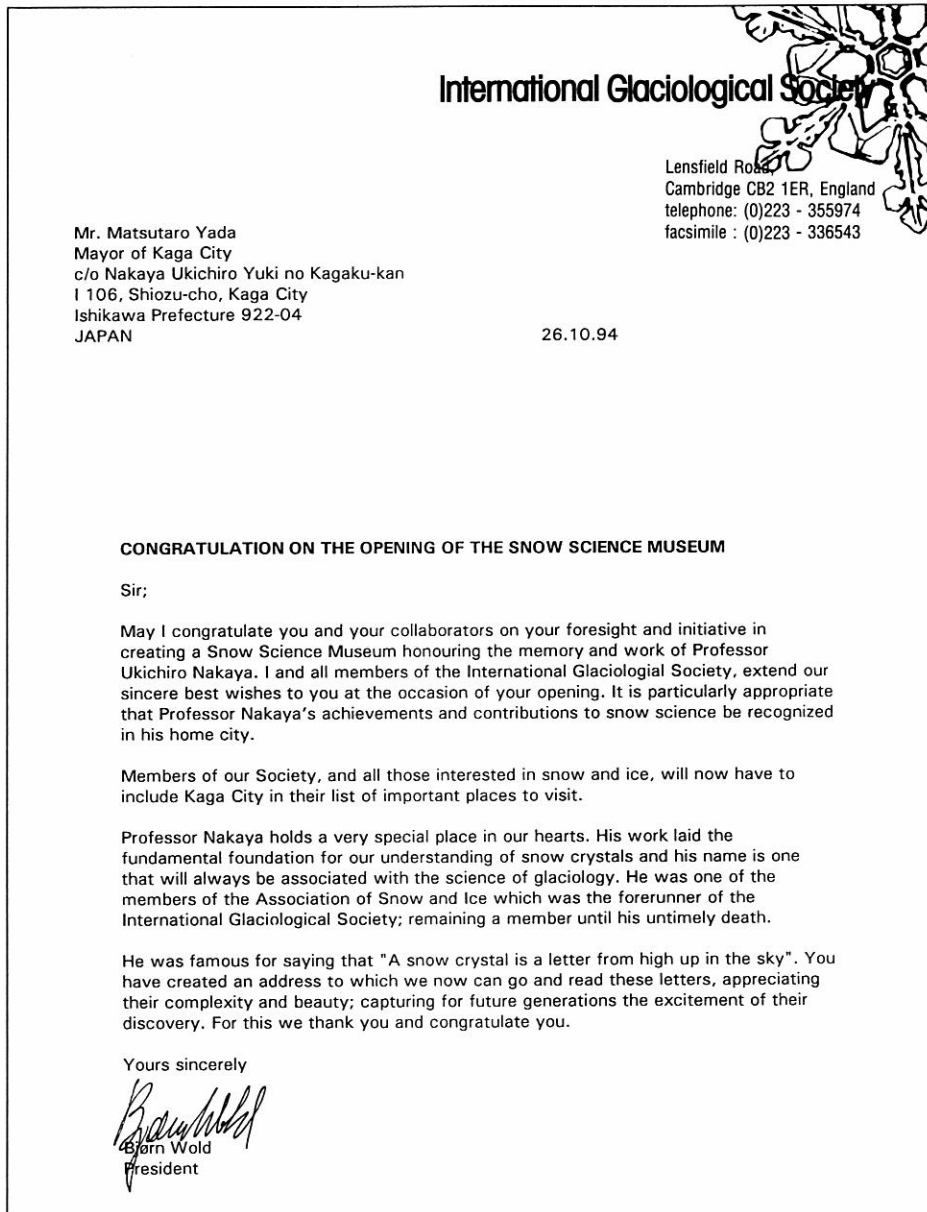 International Glaciological Society
Lensfield Road,
Cambridge CB2 1ER, England
telephone: (0)223 - 355974
facsimile : (0)223 - 336543
Mr. Matsutaro Yada
Mayor of Kaga City
c/o Nakaya Ukichiro Yuki no Kagaku-kan
I 106, Shiozu-cho, Kaga City
Ishikawa Prefecture 922-04
JAPAN
26.10.94
CONGRATULATION ON THE OPENING OF THE SNOW SCIENCE MUSEUM
Sir;
May I congratulate you and your collaborators on your foresight and initiative in
creating a Snow Science Museum honouring the memory and work of Professor
Ukichiro Nakaya. I and all members of the International Glaciologial Society, extend our
sincere best wishes to you at the occasion of your opening. It is particularly appropriate
that Professor Nakaya's achievements and contributions to snow science be recognized
in his home city.
Members of our Society, and all those interested in snow and ice, will now have to
include Kaga City in their list of important places to visit.
Professor Nakaya holds a very special place in our hearts. His work laid the
fundamental foundation for our understanding of snow crystals and his name is one
that will always be associated with the science of glaciology. He was one of the
members of the Association of Snow and Ice which was the forerunner of the
International Glaciological Society; remaining a member until his untimely death.
He was famous for saying that "A snow crystal is a letter from high up in the sky". You
have created an address to which we now can go and read these letters, appreciating
their complexity and beauty; capturing for future generations the excitement of their
discovery. For this we thank you and congratulate you.
Yours sincerely
Bjørn Wold
Bjørn Wold
President